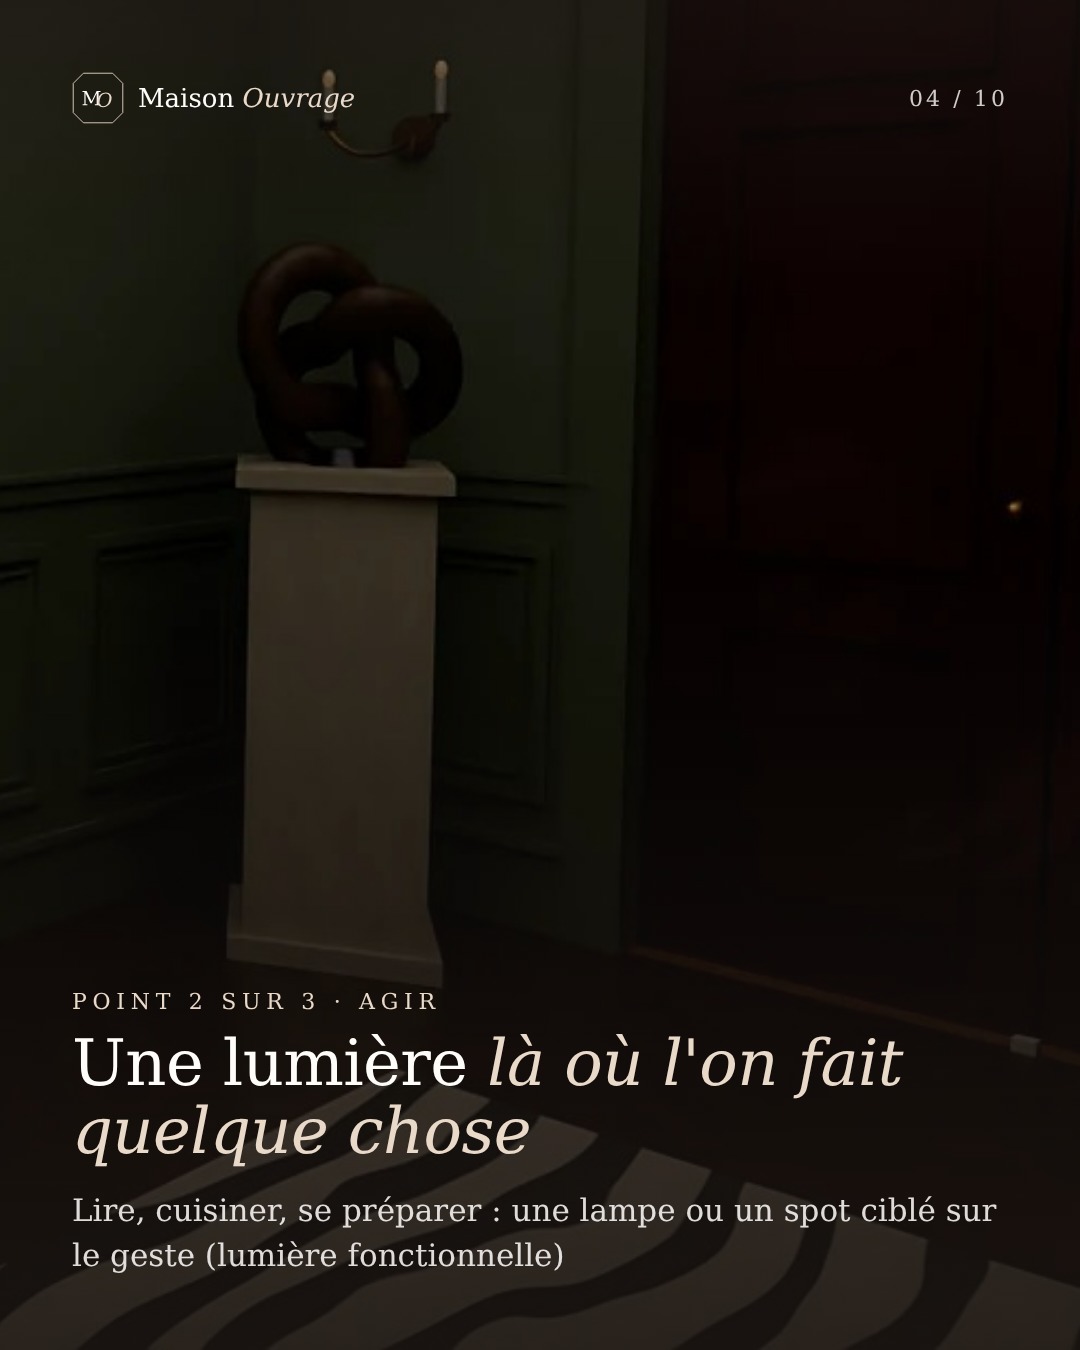 MO Maison Ouvrage
04 / 10
POINT 2 SUR 3 · AGIR
Une lumière là où l'on fait
quelque chose
Lire, cuisiner, se préparer : une lampe ou un spot ciblé sur
le geste (lumière fonctionnelle)